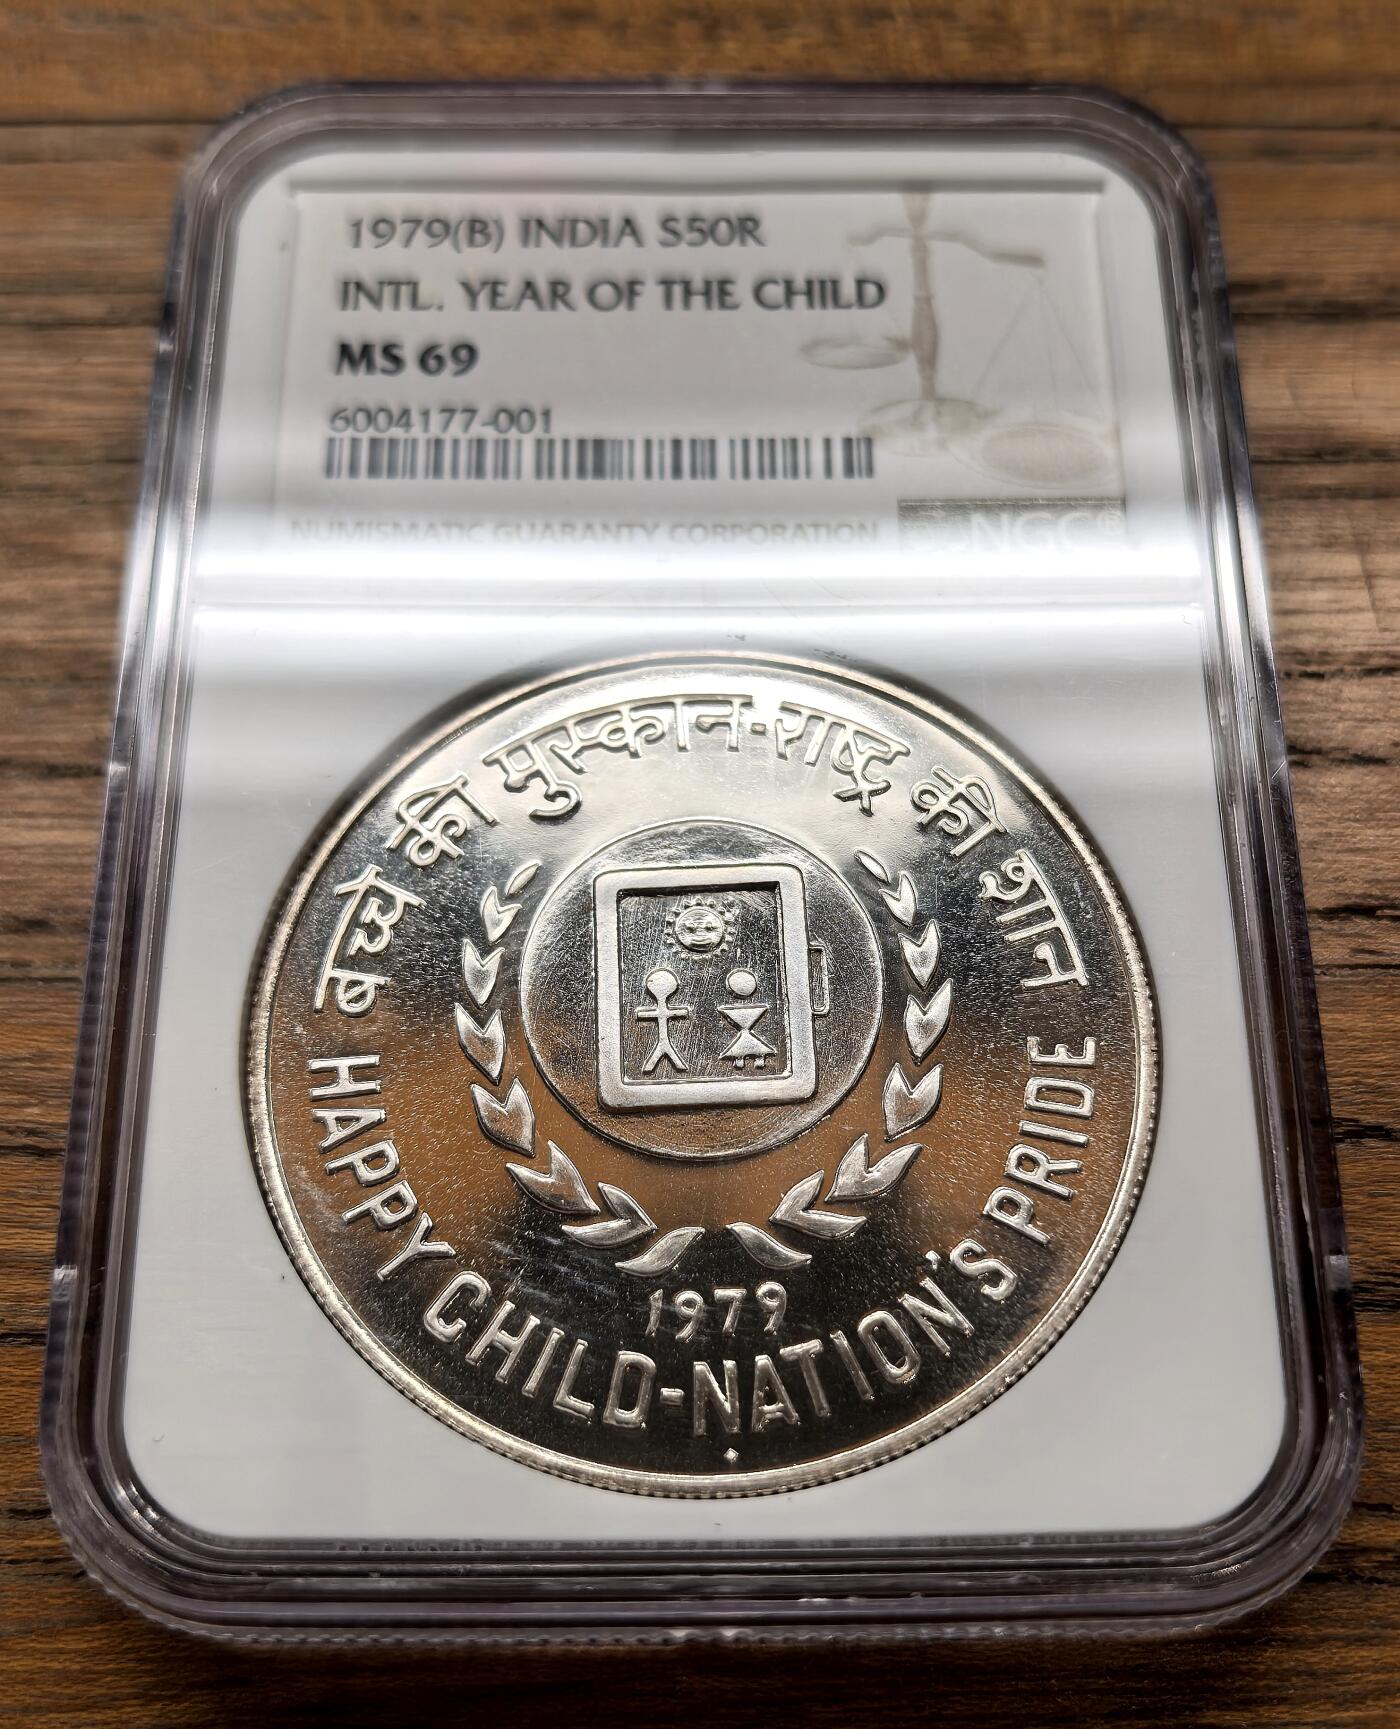 1979(B) INDIA S50R
INTL. YEAR OF THE CHILD
MS 69
6004177-001
NUMISMATIC GUARANTY CORPORATION
NGC®
बच्चे की मुस्कान-राष्ट्र की शान
HAPPY CHILD-NATION'S PRIDE
1979